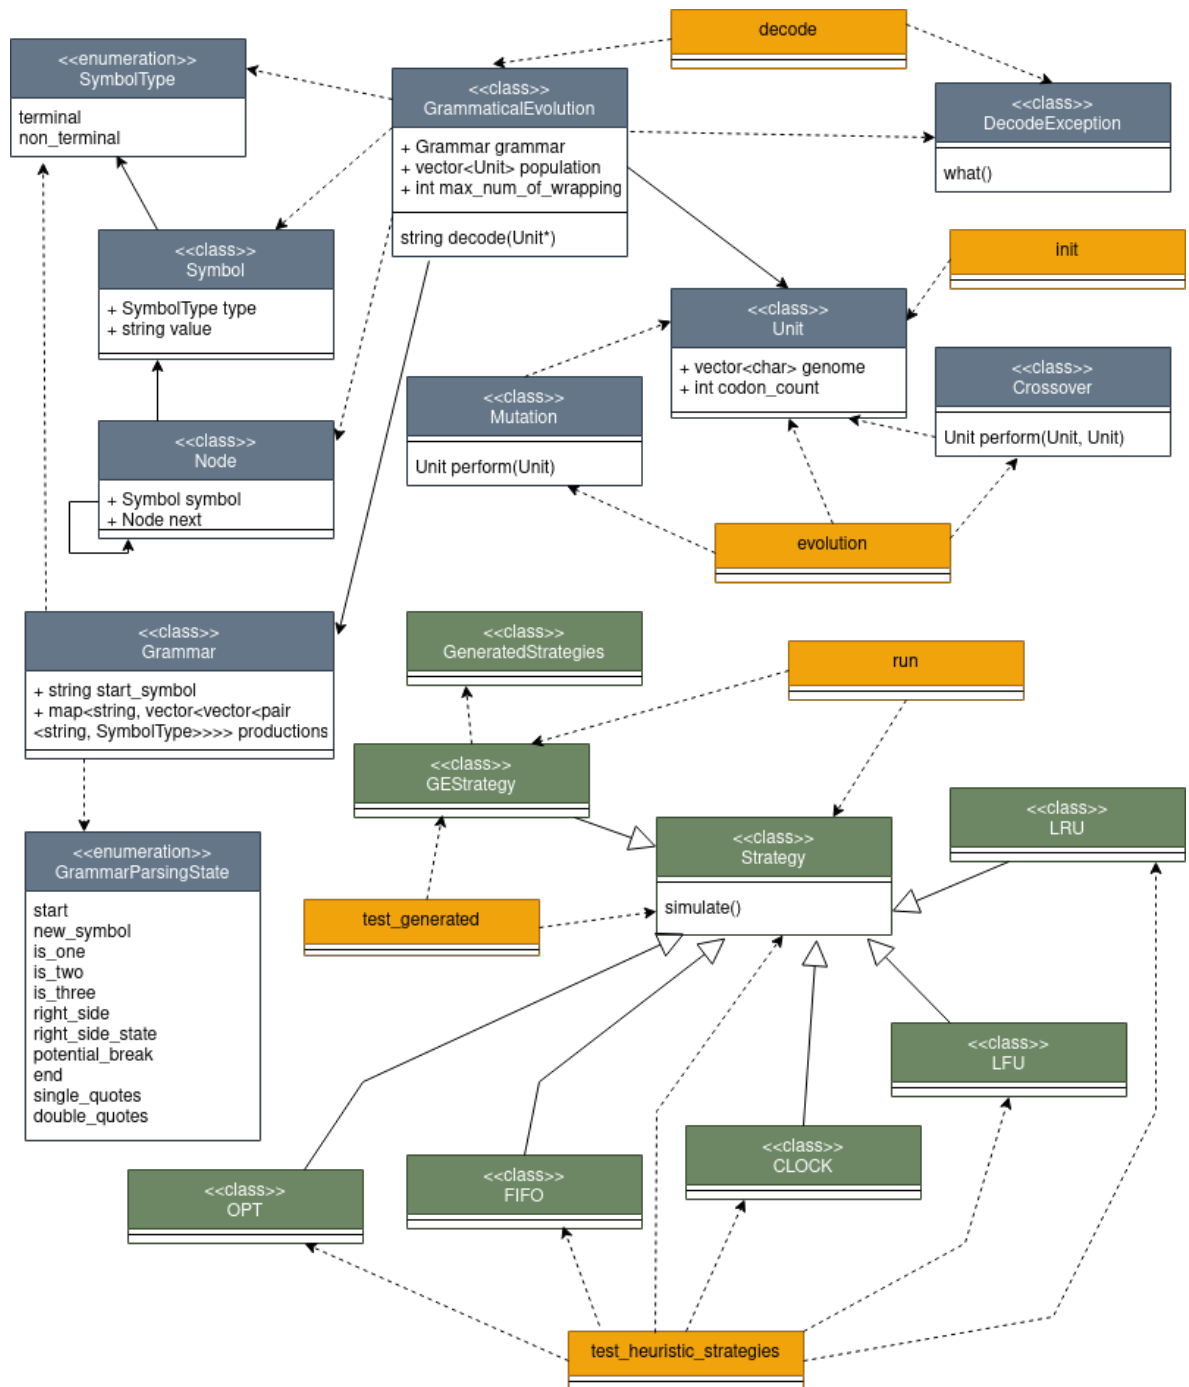 decode
<<enumeration>>
SymbolType
terminal
non_terminal
<<class>>
GrammaticalEvolution
+ Grammar grammar
+ vector<Unit> population
+ int max_num_of_wrapping
string decode(Unit*)
<<class>>
DecodeException
what()
<<class>>
Symbol
+ SymbolType type
+ string value
init
<<class>>
Unit
+ vector<char> genome
+ int codon_count
<<class>>
Crossover
Unit perform(Unit, Unit)
<<class>>
Mutation
Unit perform(Unit)
<<class>>
Node
+ Symbol symbol
+ Node next
evolution
<<class>>
Grammar
+ string start_symbol
+ map<string, vector<vector<pair
<string, SymbolType>>>> productions
<<class>>
GeneratedStrategies
run
<<class>>
GEStrategy
<<class>>
Strategy
simulate()
<<class>>
LRU
<<enumeration>>
GrammarParsingState
start
new_symbol
is_one
is_two
is_three
right_side
right_side_state
potential_break
end
single_quotes
double_quotes
test_generated
<<class>>
LFU
<<class>>
CLOCK
<<class>>
FIFO
<<class>>
OPT
test_heuristic_strategies